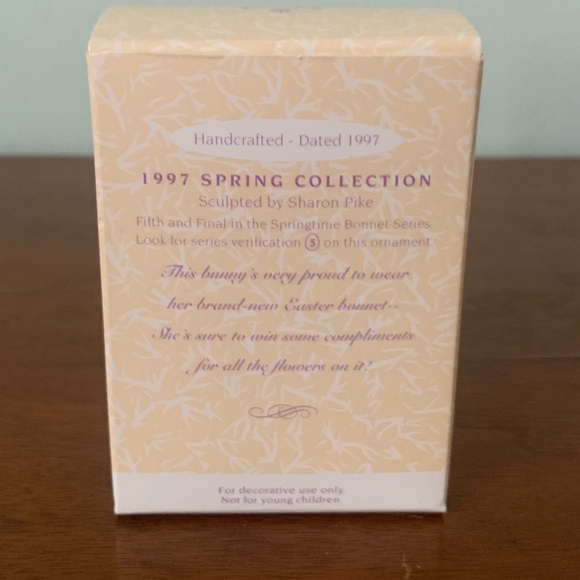 Handcrafted - Dated 1997
1997 SPRING COLLECTION
Sculpted by Sharon Pike
Fifth and Final in the Springtime Bonnet Series.
Look for series verification 5 on this ornament.
This bunny's very proud to wear
her brand-new Easter bonnet--
She's sure to win some compliments
for all the flowers on it!
For decorative use only.
Not for young children.